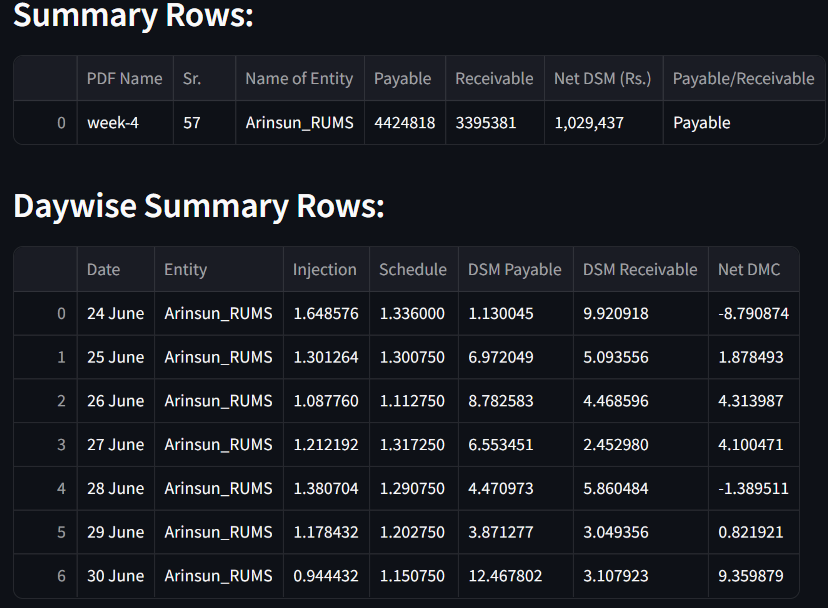 Summary Rows:
PDF Name Sr. Name of Entity Payable Receivable Net DSM (Rs.) Payable/Receivable
0 week-4 57 Arinsun_RUMS 4424818 3395381 1,029,437 Payable
Daywise Summary Rows:
Date Entity Injection Schedule DSM Payable DSM Receivable Net DMC
0 24 June Arinsun_RUMS 1.648576 1.336000 1.130045 9.920918 -8.790874
1 25 June Arinsun_RUMS 1.301264 1.300750 6.972049 5.093556 1.878493
2 26 June Arinsun_RUMS 1.087760 1.112750 8.782583 4.468596 4.313987
3 27 June Arinsun_RUMS 1.212192 1.317250 6.553451 2.452980 4.100471
4 28 June Arinsun_RUMS 1.380704 1.290750 4.470973 5.860484 -1.389511
5 29 June Arinsun_RUMS 1.178432 1.202750 3.871277 3.049356 0.821921
6 30 June Arinsun_RUMS 0.944432 1.150750 12.467802 3.107923 9.359879